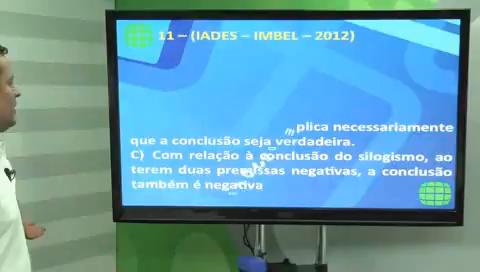 11 – (IADES – IMBEL – 2012)
plica necessariamente
que a conclusão seja verdadeira.
C) Com relação à conclusão do silogismo, ao
terem duas premissas negativas, a conclusão
também é negativa